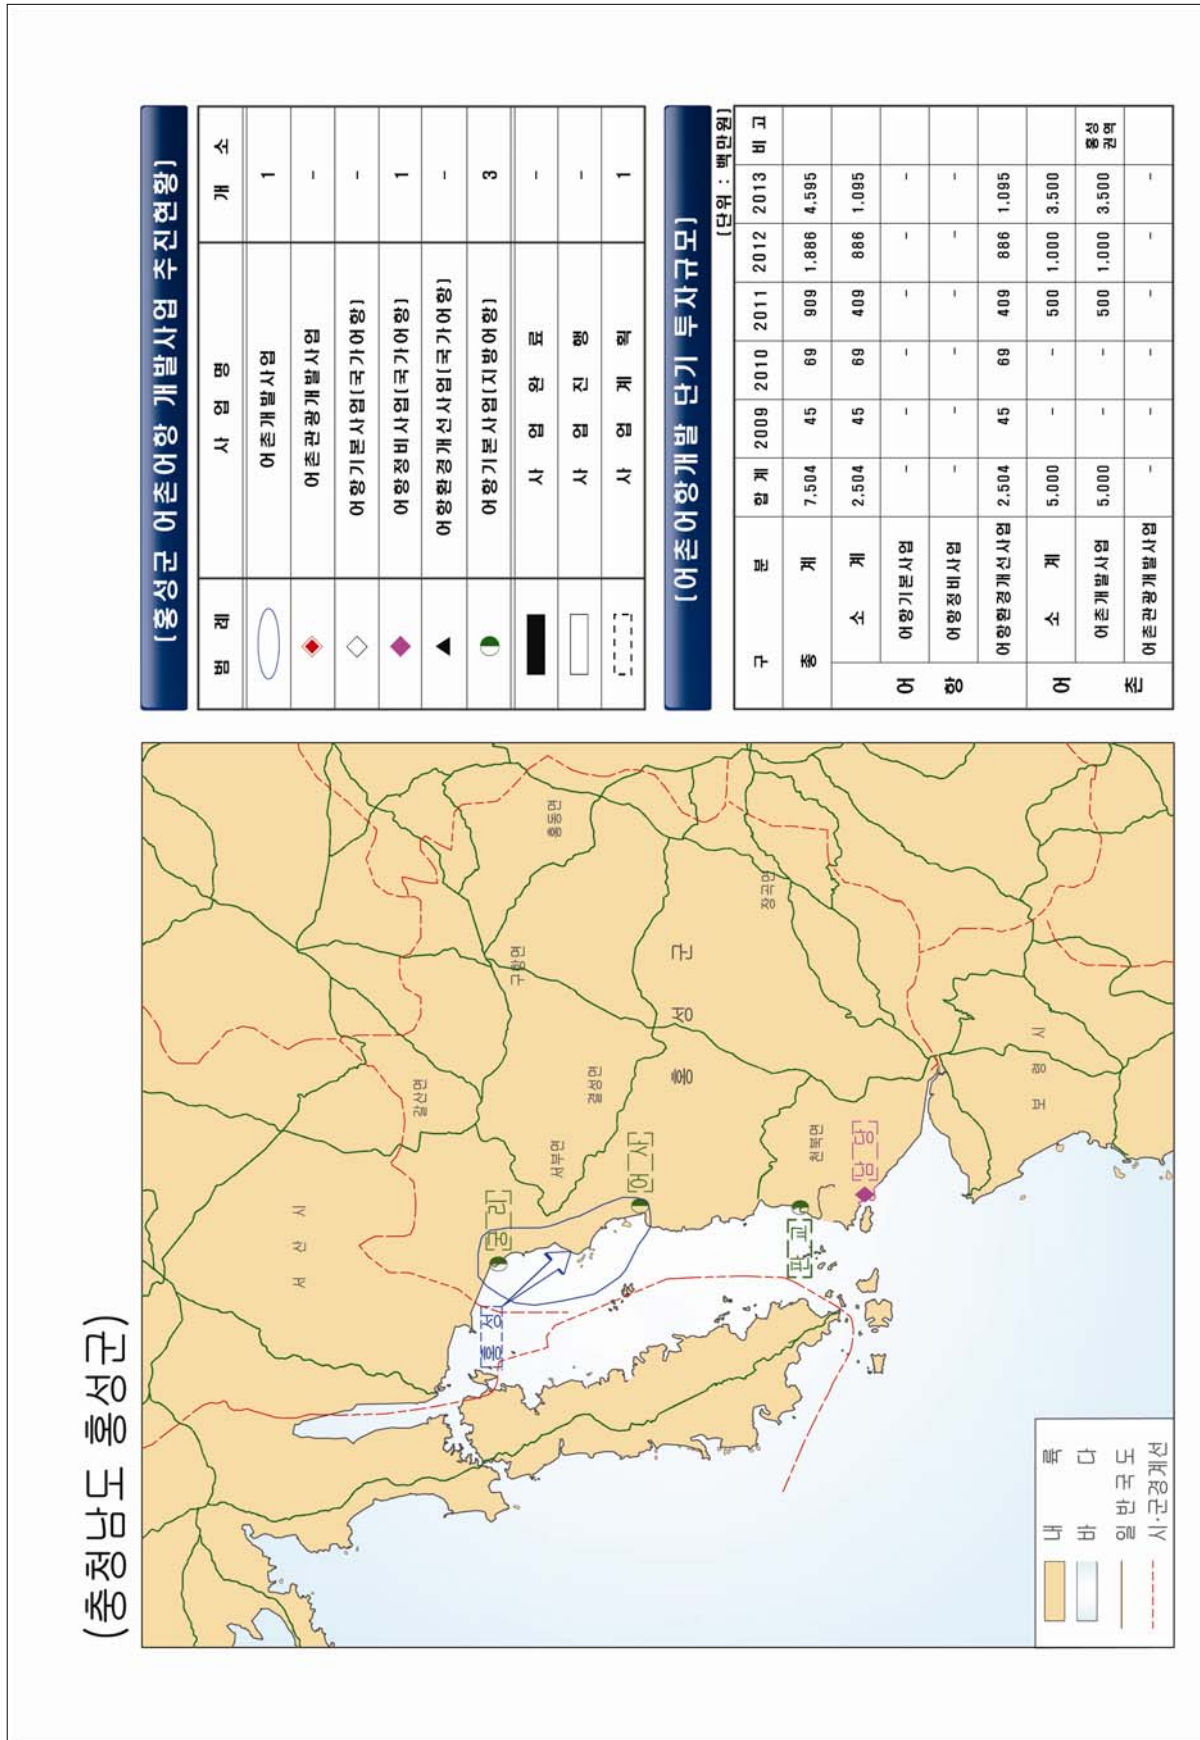 (충청남도 홍성군)
서 산 시
갈산면
구항면
홍동면
서부면
결성면
홍 성 군
장곡면
천북면
보 령 시
홍 성
궁 리
어 사
판 교
내 륙
바 다
일 반 국 도
시·군경계선
(홍성군 어촌어항 개발사업 추진현황)
범 례 사 업 명 개 소
어촌개발사업 1
어촌관광개발사업 -
어항기본사업(국가어항) -
어항정비사업(국가어항) 1
어항환경개선사업(국가어항) -
어항기본사업(지방어항) 3
사 업 완 료 -
사 업 진 행 -
사 업 계 획 1
(어촌어항개발 단기 투자규모)
(단위 : 백만원)
구 분 합 계 2009 2010 2011 2012 2013 비 고
총 계 7.504 45 69 909 1.886 4.595
어 항 소 계 2.504 45 69 409 886 1.095
어항기본사업 - - - - - -
어항정비사업 - - - - - -
어항환경개선사업 2.504 45 69 409 886 1.095
어 촌 소 계 5.000 - - 500 1.000 3.500
어촌개발사업 5.000 - - 500 1.000 3.500 홍성권역
어촌관광개발사업 - - - - - -